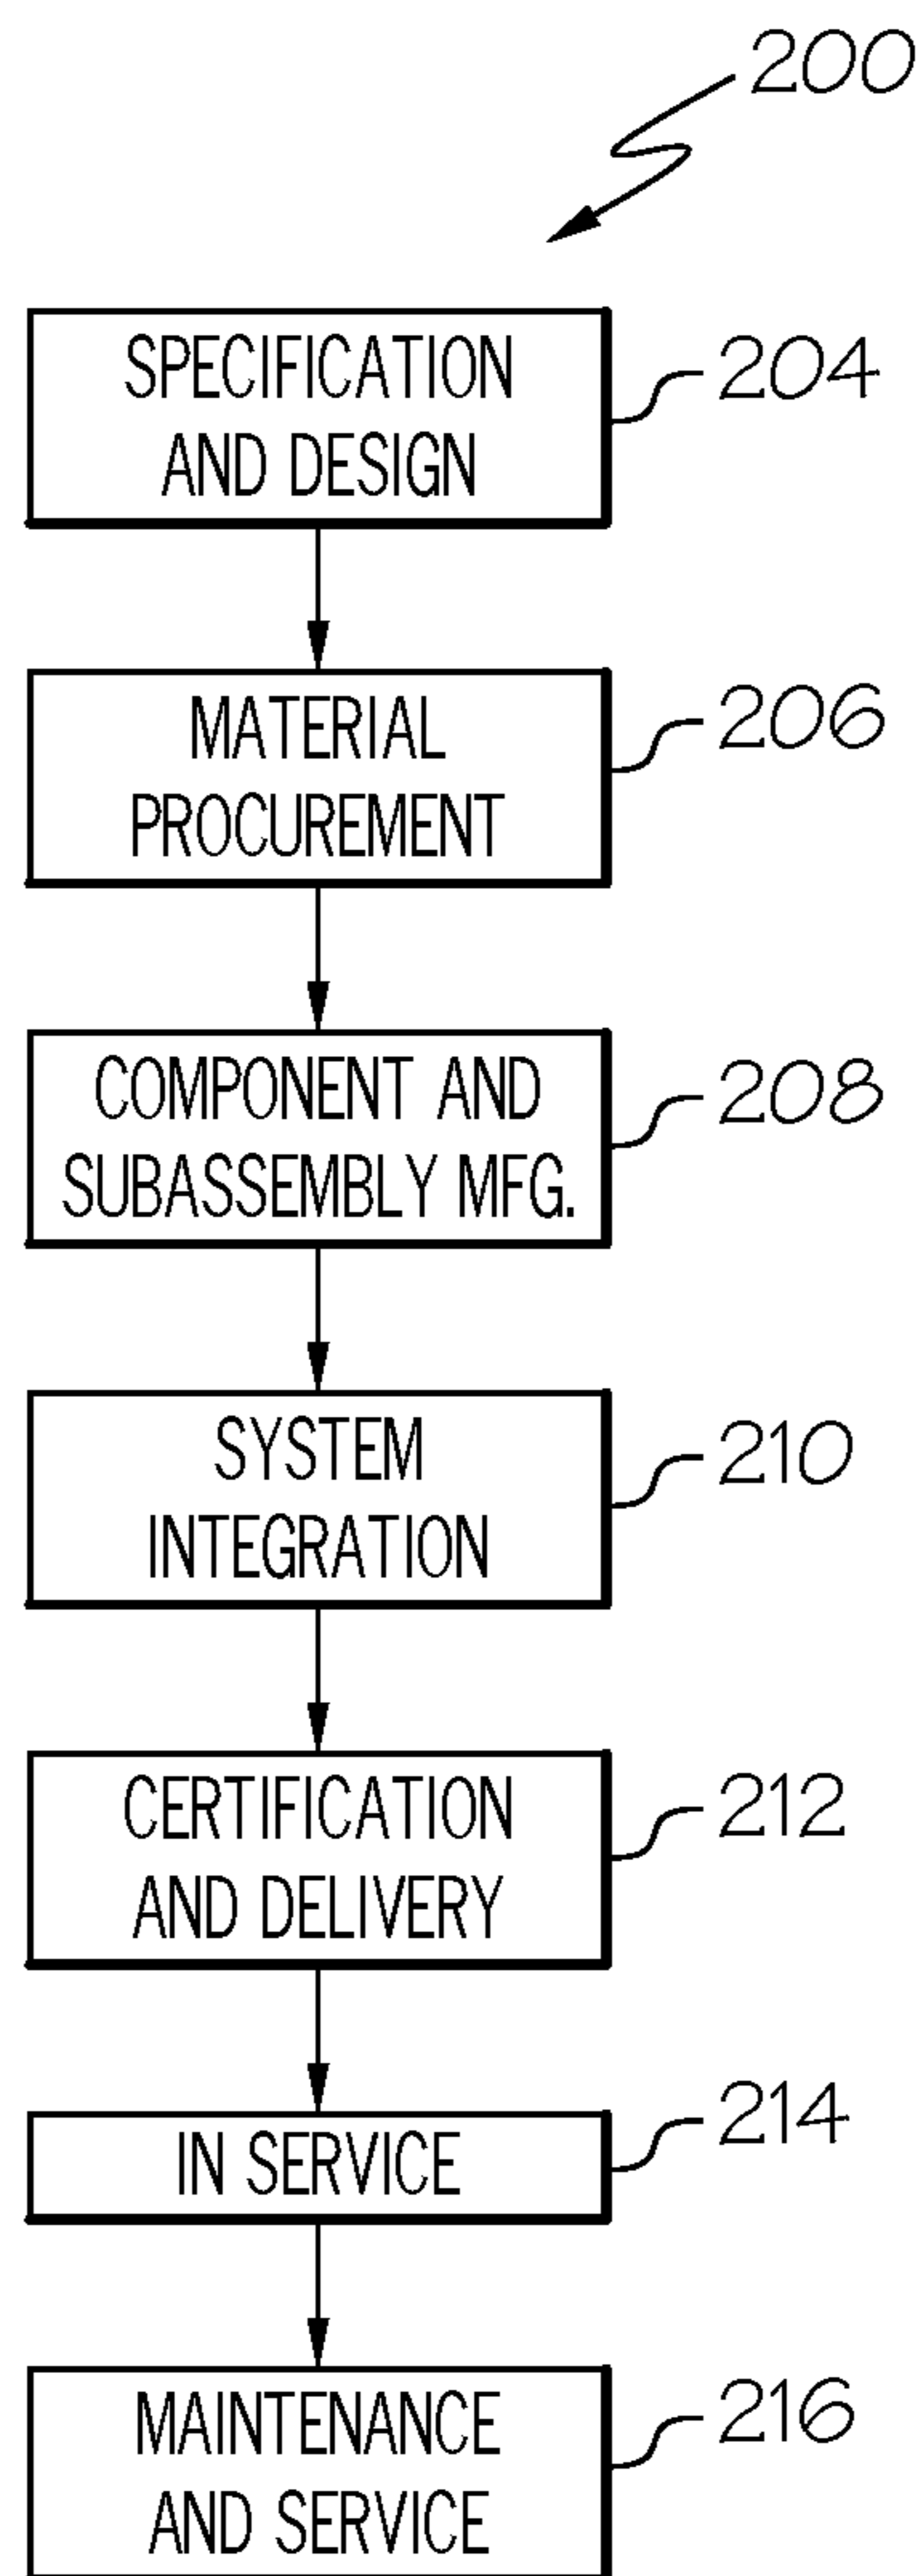 200
SPECIFICATION
AND DESIGN
204
MATERIAL
PROCUREMENT
206
COMPONENT AND
SUBASSEMBLY MFG.
208
SYSTEM
INTEGRATION
210
CERTIFICATION
AND DELIVERY
212
IN SERVICE
214
MAINTENANCE
AND SERVICE
216